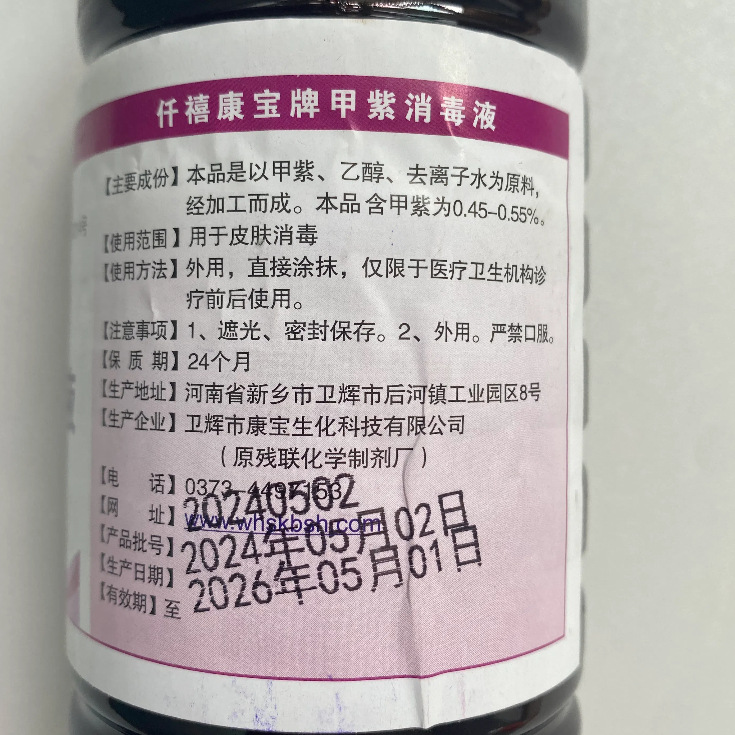 仟禧康宝牌甲紫消毒液
【主要成份】本品是以甲紫、乙醇、去离子水为原料，
经加工而成。本品含甲紫为0.45-0.55%。
【使用范围】用于皮肤消毒
【使用方法】外用，直接涂抹，仅限于医疗卫生机构诊
疗前后使用。
【注意事项】1、遮光、密封保存。2、外用。严禁口服。
【保 质 期】24个月
【生产地址】河南省新乡市卫辉市后河镇工业园区8号
【生产企业】卫辉市康宝生化科技有限公司
（原残联化学制剂厂）
【电 话】0373-
【网 址】www.whskbsh.com
【产品批号】20240502
【生产日期】2024年05月02日
【有效期】至 2026年05月01日